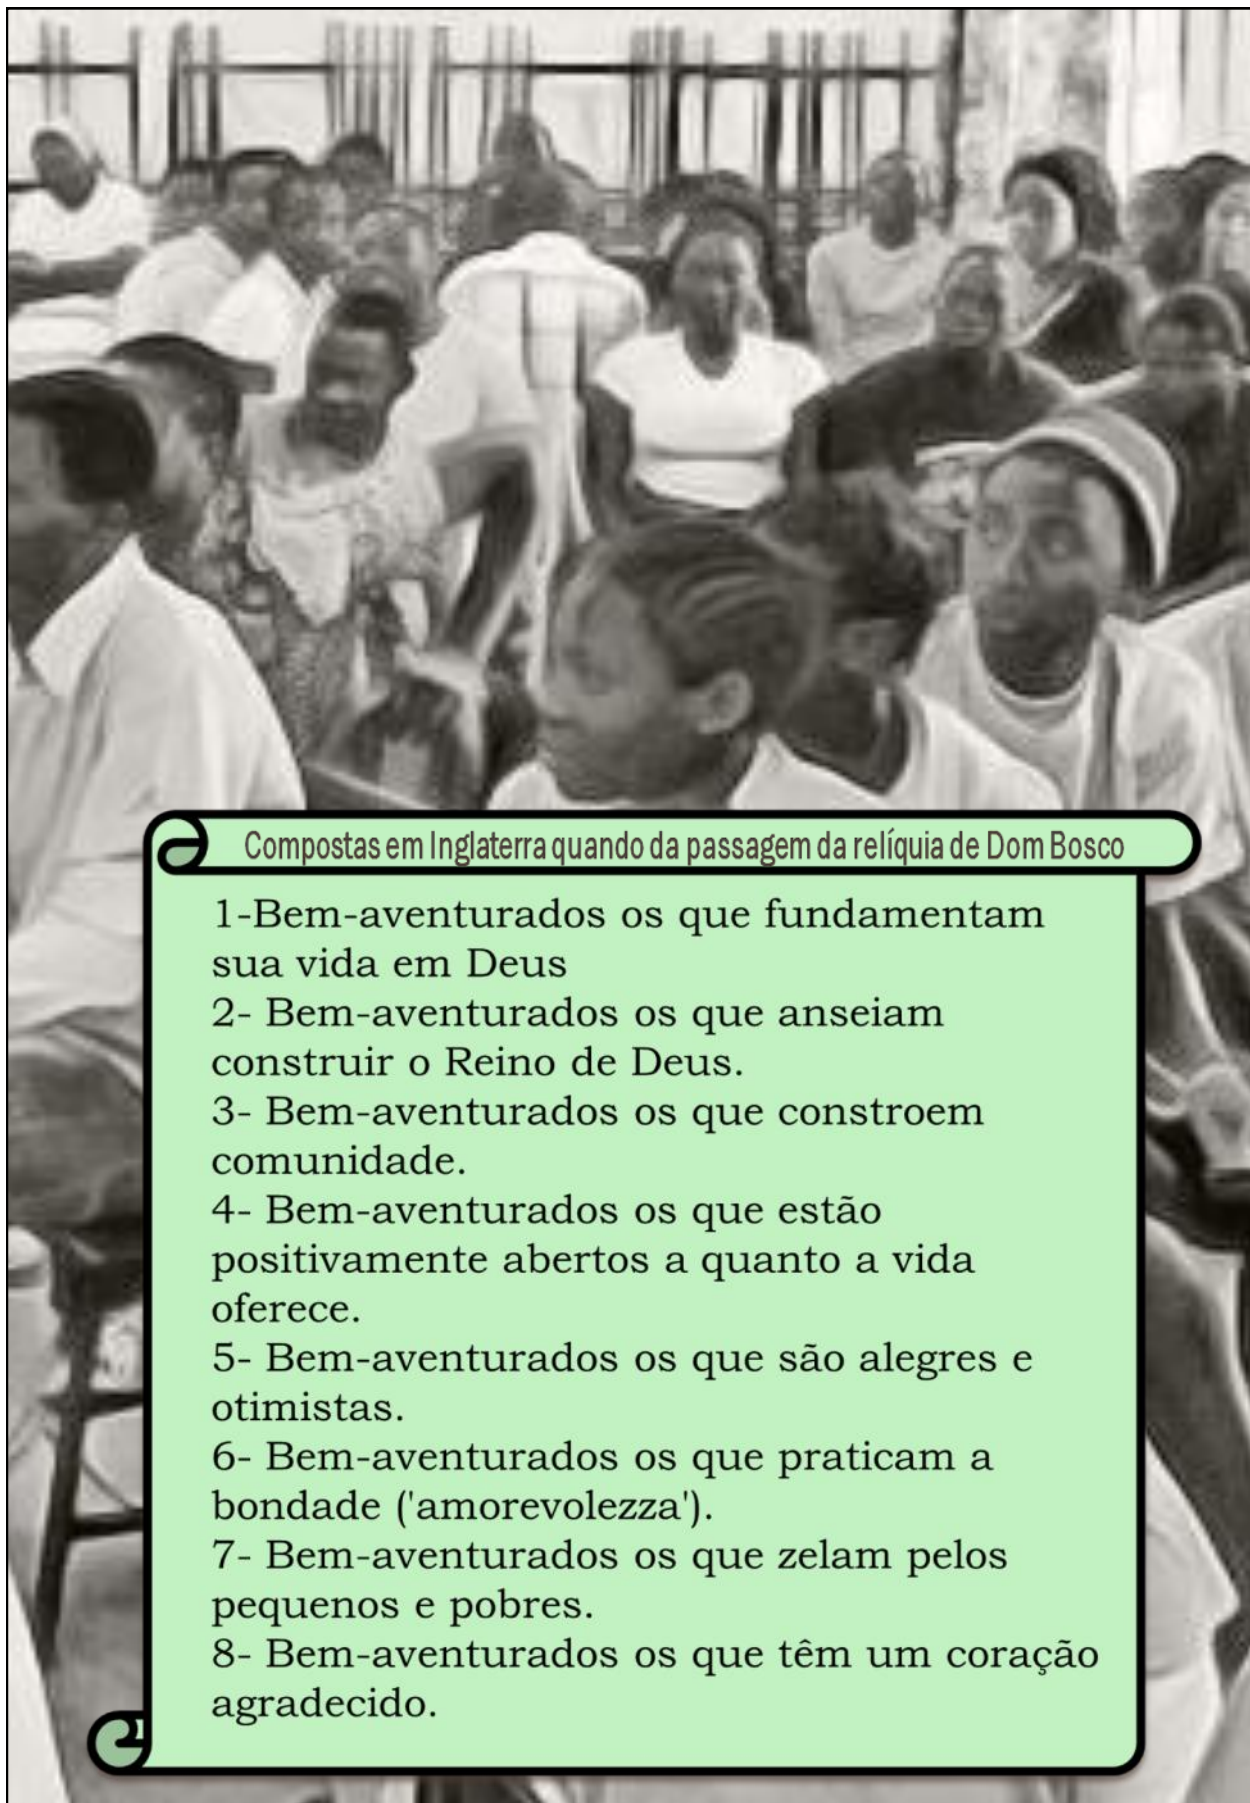 Compostas em Inglaterra quando da passagem da relíquia de Dom Bosco
1-Bem-aventurados os que fundamentam
sua vida em Deus
2- Bem-aventurados os que anseiam
construir o Reino de Deus.
3- Bem-aventurados os que constroem
comunidade.
4- Bem-aventurados os que estão
positivamente abertos a quanto a vida
oferece.
5- Bem-aventurados os que são alegres e
otimistas.
6- Bem-aventurados os que praticam a
bondade ('amorevolezza').
7- Bem-aventurados os que zelam pelos
pequenos e pobres.
8- Bem-aventurados os que têm um coração
agradecido.